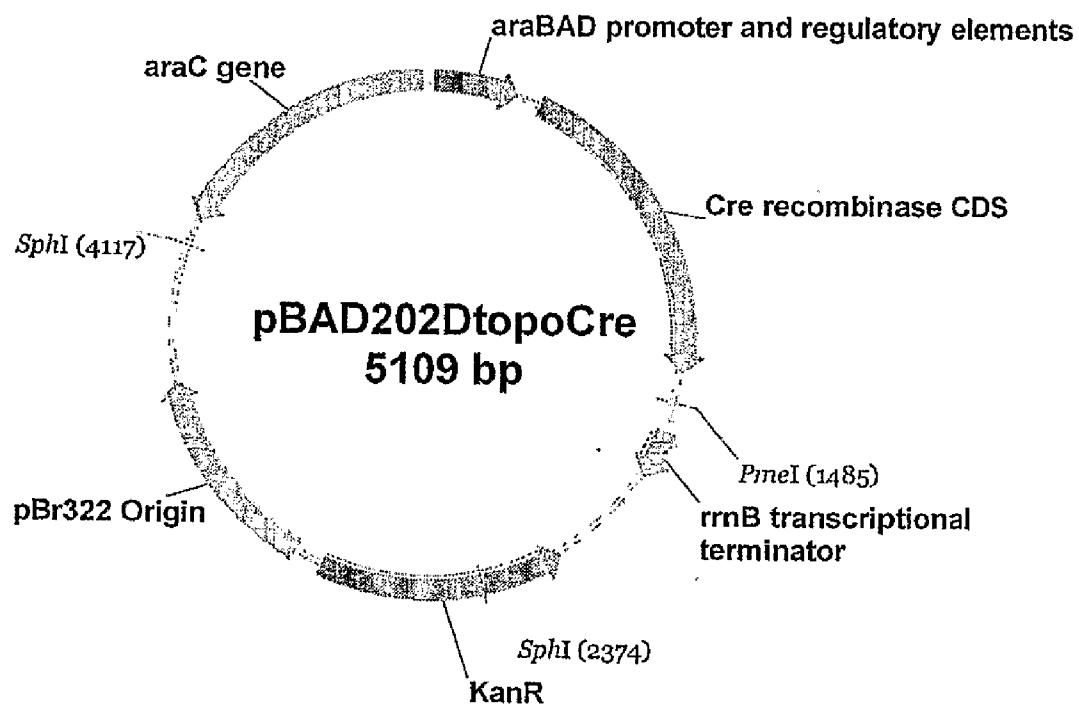 araBAD promoter and regulatory elements
araC gene
Cre recombinase CDS
SphI (4117)
pBAD202DtopoCre
5109 bp
PmeI (1485)
pBr322 Origin
rrnB transcriptional
terminator
SphI (2374)
KanR